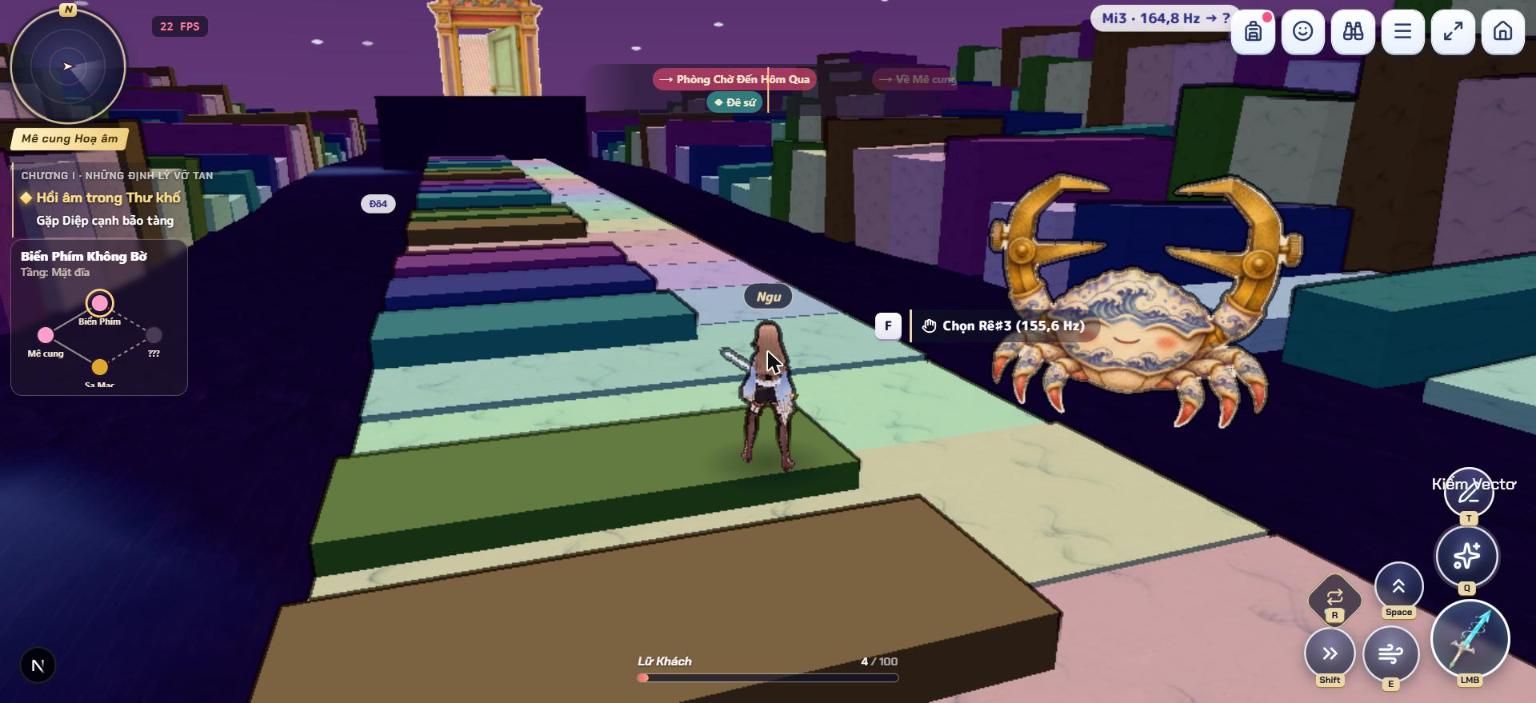 N
22 FPS
Mi3 · 164,8 Hz → ?
→ Phòng Chờ Đến Hôm Qua
→ Về Mê cung
◆ Đê sứ
Mê cung Hoạ âm
CHƯƠNG I · NHỮNG ĐỊNH LÝ VỠ TAN
◆ Hồi âm trong Thư khố
Gặp Diệp cạnh bão tàng
Biển Phím Không Bờ
Tầng: Mặt đĩa
Biển Phím
Mê cung
???
Sa Mạc
Đô4
Ngu
F
Chọn Rê#3 (155,6 Hz)
Kiếm Vectơ
T
Q
R
Space
Shift
E
LMB
Lữ Khách
4 / 100
N